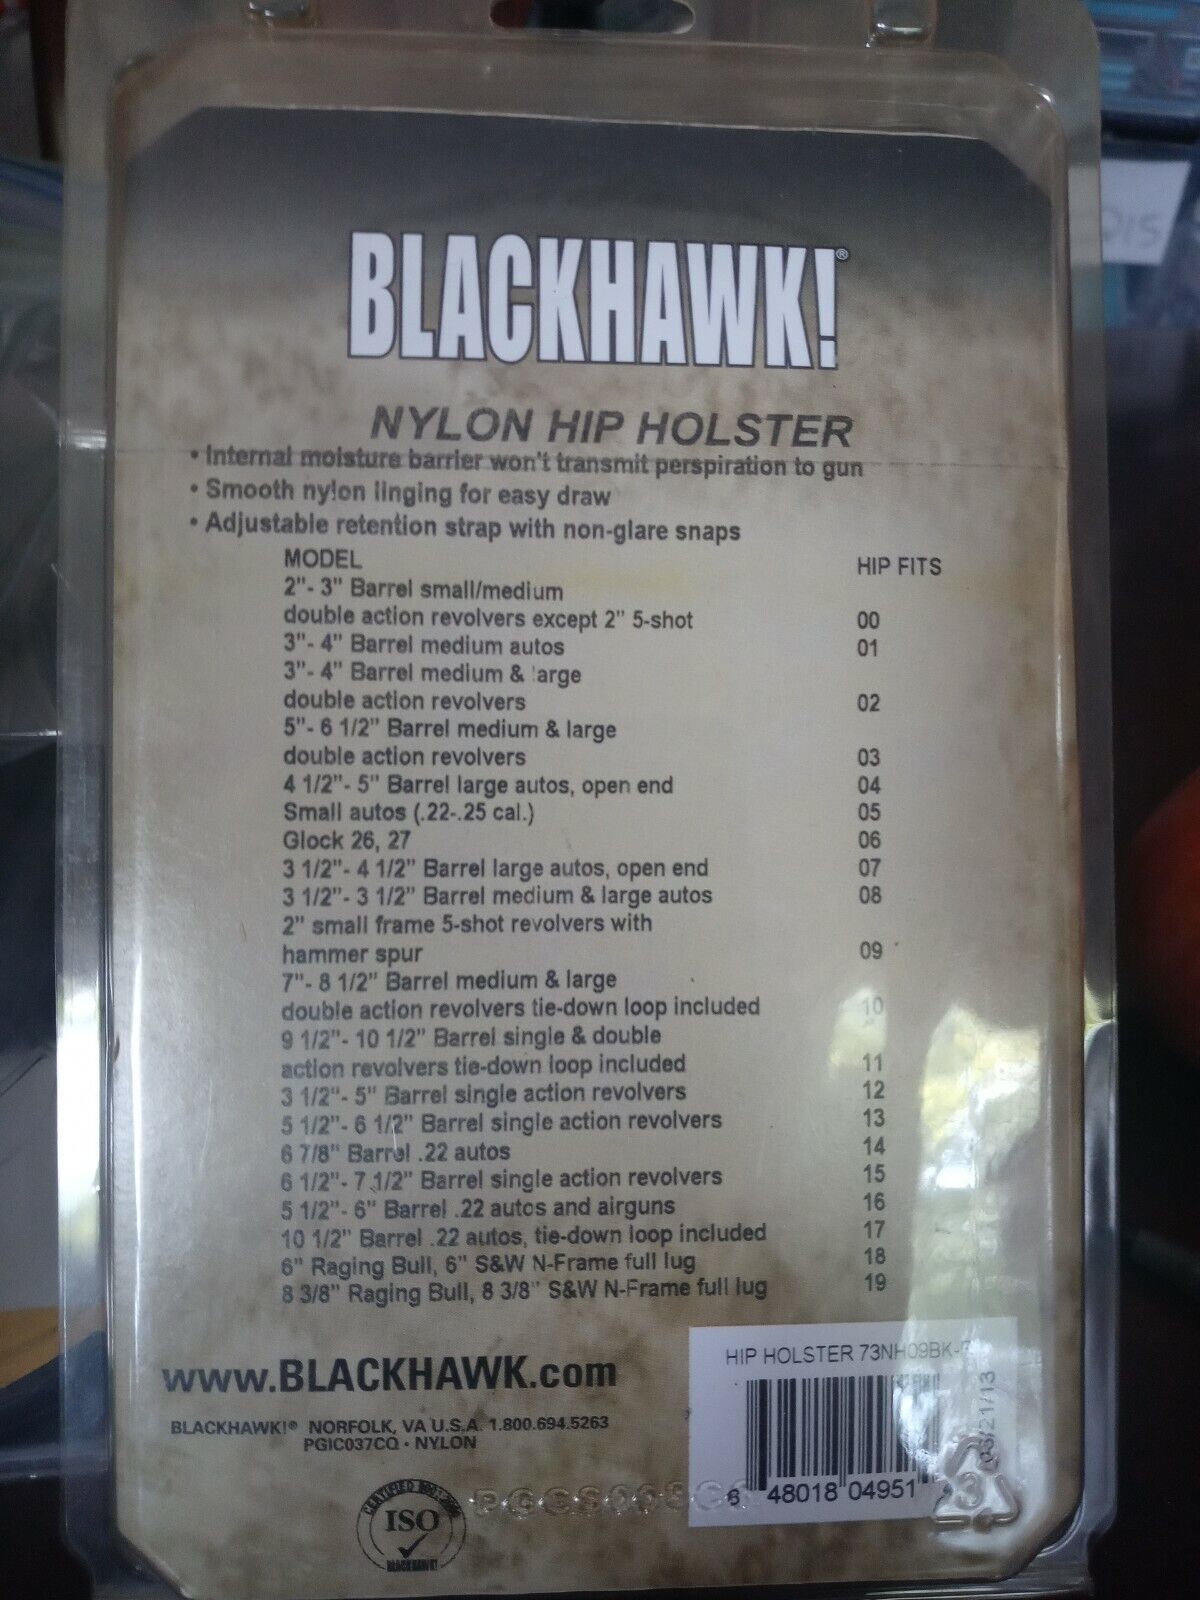 BLACKHAWK!®
NYLON HIP HOLSTER
• Internal moisture barrier won't transmit perspiration to gun
• Smooth nylon linging for easy draw
• Adjustable retention strap with non-glare snaps
MODEL HIP FITS
2"- 3" Barrel small/medium
double action revolvers except 2" 5-shot 00
3"- 4" Barrel medium autos 01
3"- 4" Barrel medium & large
double action revolvers 02
5"- 6 1/2" Barrel medium & large
double action revolvers 03
4 1/2"- 5" Barrel large autos, open end 04
Small autos (.22-.25 cal.) 05
Glock 26, 27 06
3 1/2"- 4 1/2" Barrel large autos, open end 07
3 1/2"- 3 1/2" Barrel medium & large autos 08
2" small frame 5-shot revolvers with
hammer spur 09
7"- 8 1/2" Barrel medium & large
double action revolvers tie-down loop included 10
9 1/2"- 10 1/2" Barrel single & double
action revolvers tie-down loop included 11
3 1/2"- 5" Barrel single action revolvers 12
5 1/2"- 6 1/2" Barrel single action revolvers 13
6 7/8" Barrel .22 autos 14
6 1/2"- 7 1/2" Barrel single action revolvers 15
5 1/2"- 6" Barrel .22 autos and airguns 16
10 1/2" Barrel .22 autos, tie-down loop included 17
6" Raging Bull, 6" S&W N-Frame full lug 18
8 3/8" Raging Bull, 8 3/8" S&W N-Frame full lug 19
HIP HOLSTER 73NH09BK-
www.BLACKHAWK.com
BLACKHAWK!® NORFOLK, VA U.S.A. 1.800.694.5263
PGIC037CQ • NYLON
6 48018 04951
CERTIFIED
ISO
BLACKHAWK!
3